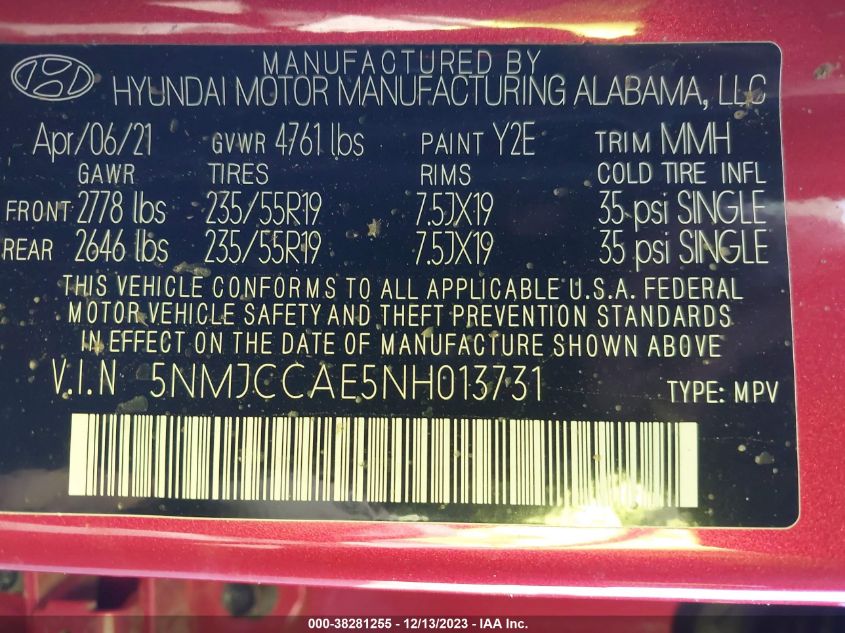 MANUFACTURED BY
HYUNDAI MOTOR MANUFACTURING ALABAMA, LLC
Apr/06/21 GVWR 4761 lbs PAINT Y2E TRIM MMH
GAWR TIRES RIMS COLD TIRE INFL
FRONT 2778 lbs 235/55R19 7.5JX19 35 psi SINGLE
REAR 2646 lbs 235/55R19 7.5JX19 35 psi SINGLE
THIS VEHICLE CONFORMS TO ALL APPLICABLE U.S.A. FEDERAL
MOTOR VEHICLE SAFETY AND THEFT PREVENTION STANDARDS
IN EFFECT ON THE DATE OF MANUFACTURE SHOWN ABOVE
V.I.N 5NMJCCAE5NH013731 TYPE: MPV
000-38281255 - 12/13/2023 - IAA Inc.